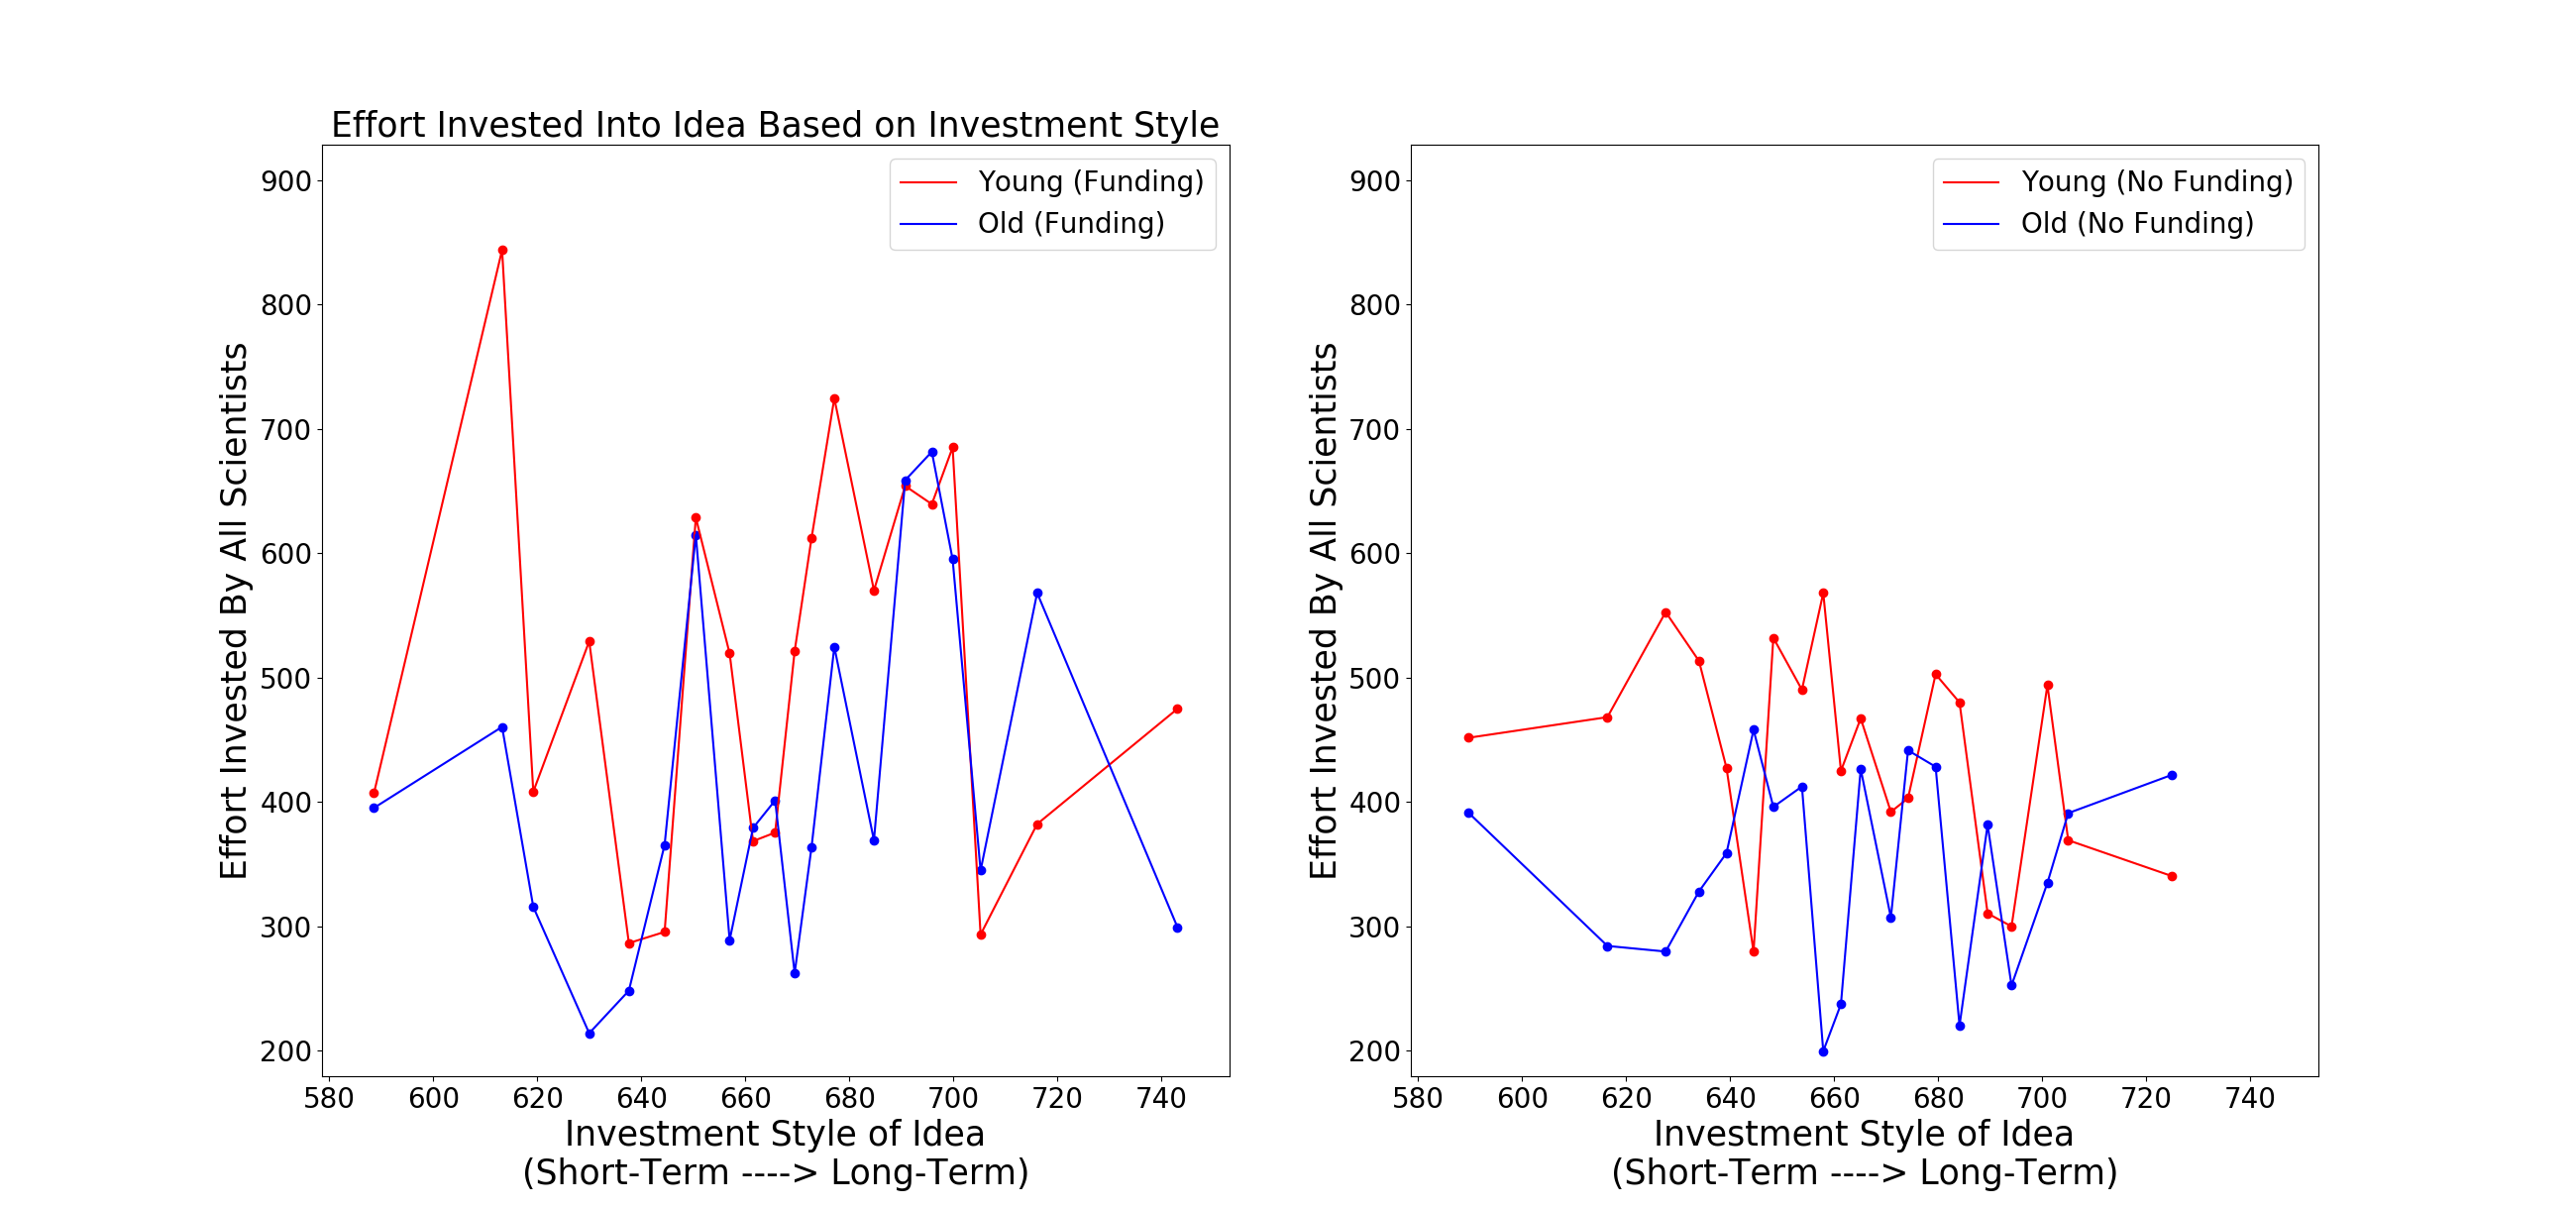 Effort Invested Into Idea Based on Investment Style
Young (Funding)
Old (Funding)
900
800
700
600
500
400
300
200
Effort Invested By All Scientists
580 600 620 640 660 680 700 720 740
Investment Style of Idea
(Short-Term ----> Long-Term)
Young (No Funding)
Old (No Funding)
900
800
700
600
500
400
300
200
Effort Invested By All Scientists
580 600 620 640 660 680 700 720 740
Investment Style of Idea
(Short-Term ----> Long-Term)